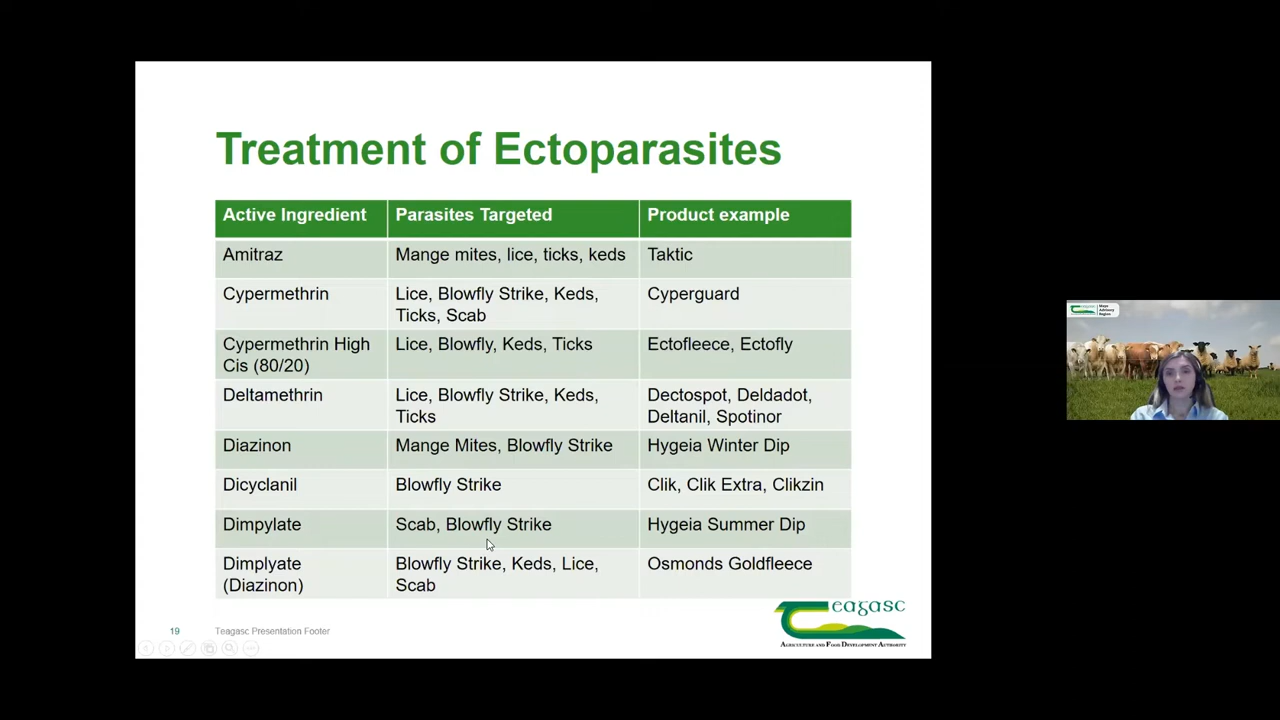 Treatment of Ectoparasites
Active Ingredient Parasites Targeted Product example
Amitraz Mange mites, lice, ticks, keds Taktic
Cypermethrin Lice, Blowfly Strike, Keds, Cyperguard
Ticks, Scab
Cypermethrin High Lice, Blowfly, Keds, Ticks Ectofleece, Ectofly
Cis (80/20)
Deltamethrin Lice, Blowfly Strike, Keds, Dectospot, Deldadot,
Ticks Deltanil, Spotinor
Diazinon Mange Mites, Blowfly Strike Hygeia Winter Dip
Dicyclanil Blowfly Strike Clik, Clik Extra, Clikzin
Dimpylate Scab, Blowfly Strike Hygeia Summer Dip
Dimplyate Blowfly Strike, Keds, Lice, Osmonds Goldfleece
(Diazinon) Scab
19 Teagasc Presentation Footer
Teagasc
AGRICULTURE AND FOOD DEVELOPMENT AUTHORITY
Mayo
Advisory
Region